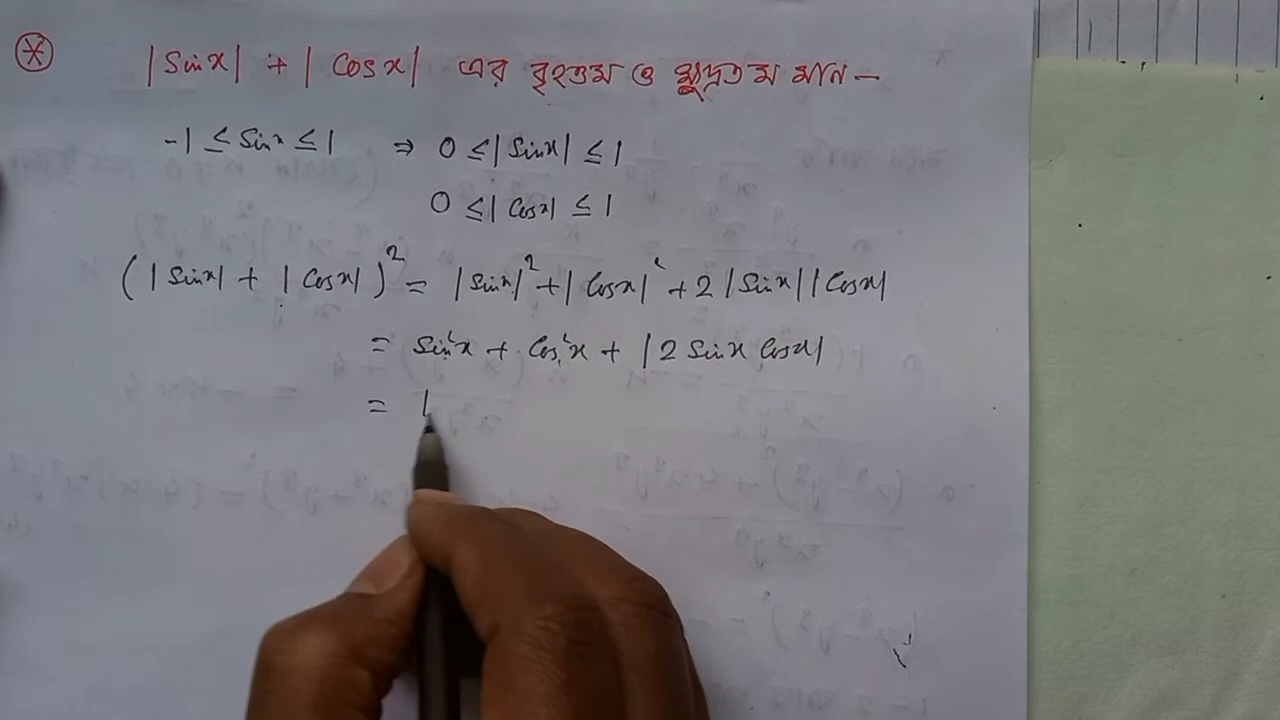 * |Sinx| + |Cosx| এর বৃহত্তম ও ক্ষুদ্রতম মান–
-1 ≤ Sinx ≤ 1 ⇒ 0 ≤ |Sinx| ≤ 1
0 ≤ |Cosx| ≤ 1
(|Sinx| + |Cosx|)² = |Sinx|² + |Cosx|² + 2|Sinx||Cosx|
= Sin²x + Cos²x + |2 Sinx Cosx|
= 1